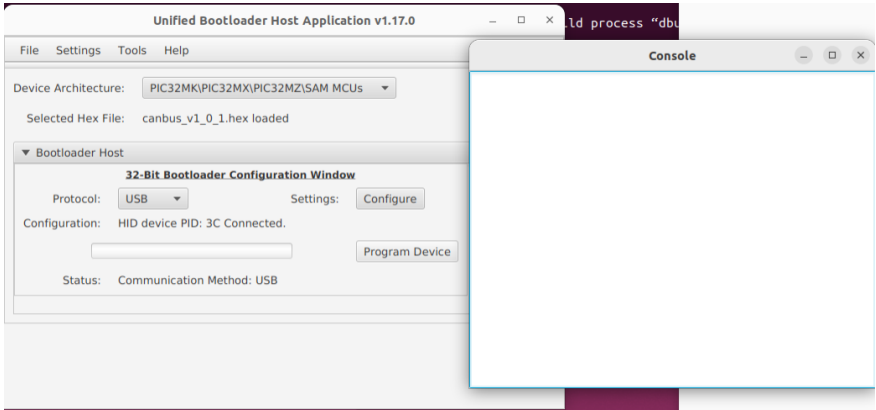 Unified Bootloader Host Application v1.17.0
ld process “dbu
File Settings Tools Help
Console
Device Architecture: PIC32MK\PIC32MX\PIC32MZ\SAM MCUs
Selected Hex File: canbus_v1_0_1.hex loaded
Bootloader Host
32-Bit Bootloader Configuration Window
Protocol: USB Settings: Configure
Configuration: HID device PID: 3C Connected.
Program Device
Status: Communication Method: USB